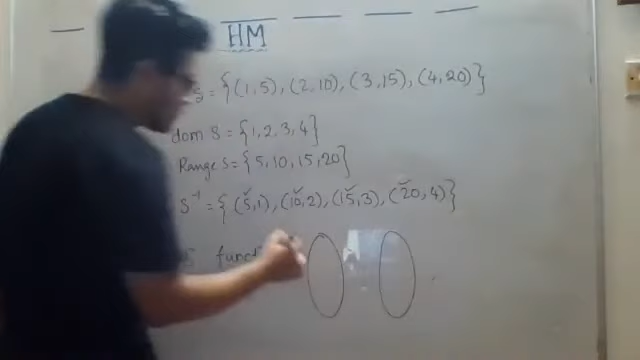 HM
S = {(1,5), (2,10), (3,15), (4,20)}
dom S = {1,2,3,4}
Range S = {5,10,15,20}
S⁻¹ = {(5,1), (10,2), (15,3), (20,4)}